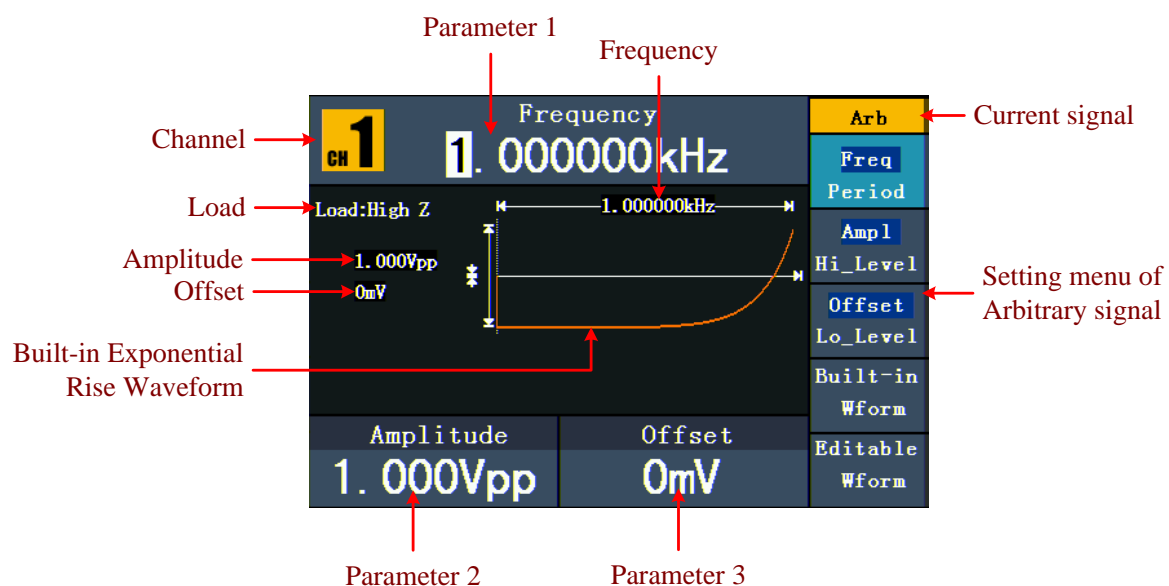 Parameter 1
Frequency
Channel
CH 1
Frequency
1.000000kHz
Arb
Current signal
Freq
Period
Load
Load:High Z
1.000000kHz
Amplitude
1.000Vpp
Ampl
Hi_Level
Offset
0mV
Offset
Lo_Level
Setting menu of
Arbitrary signal
Built-in Exponential
Rise Waveform
Built-in
Wform
Amplitude
1.000Vpp
Offset
0mV
Editable
Wform
Parameter 2
Parameter 3